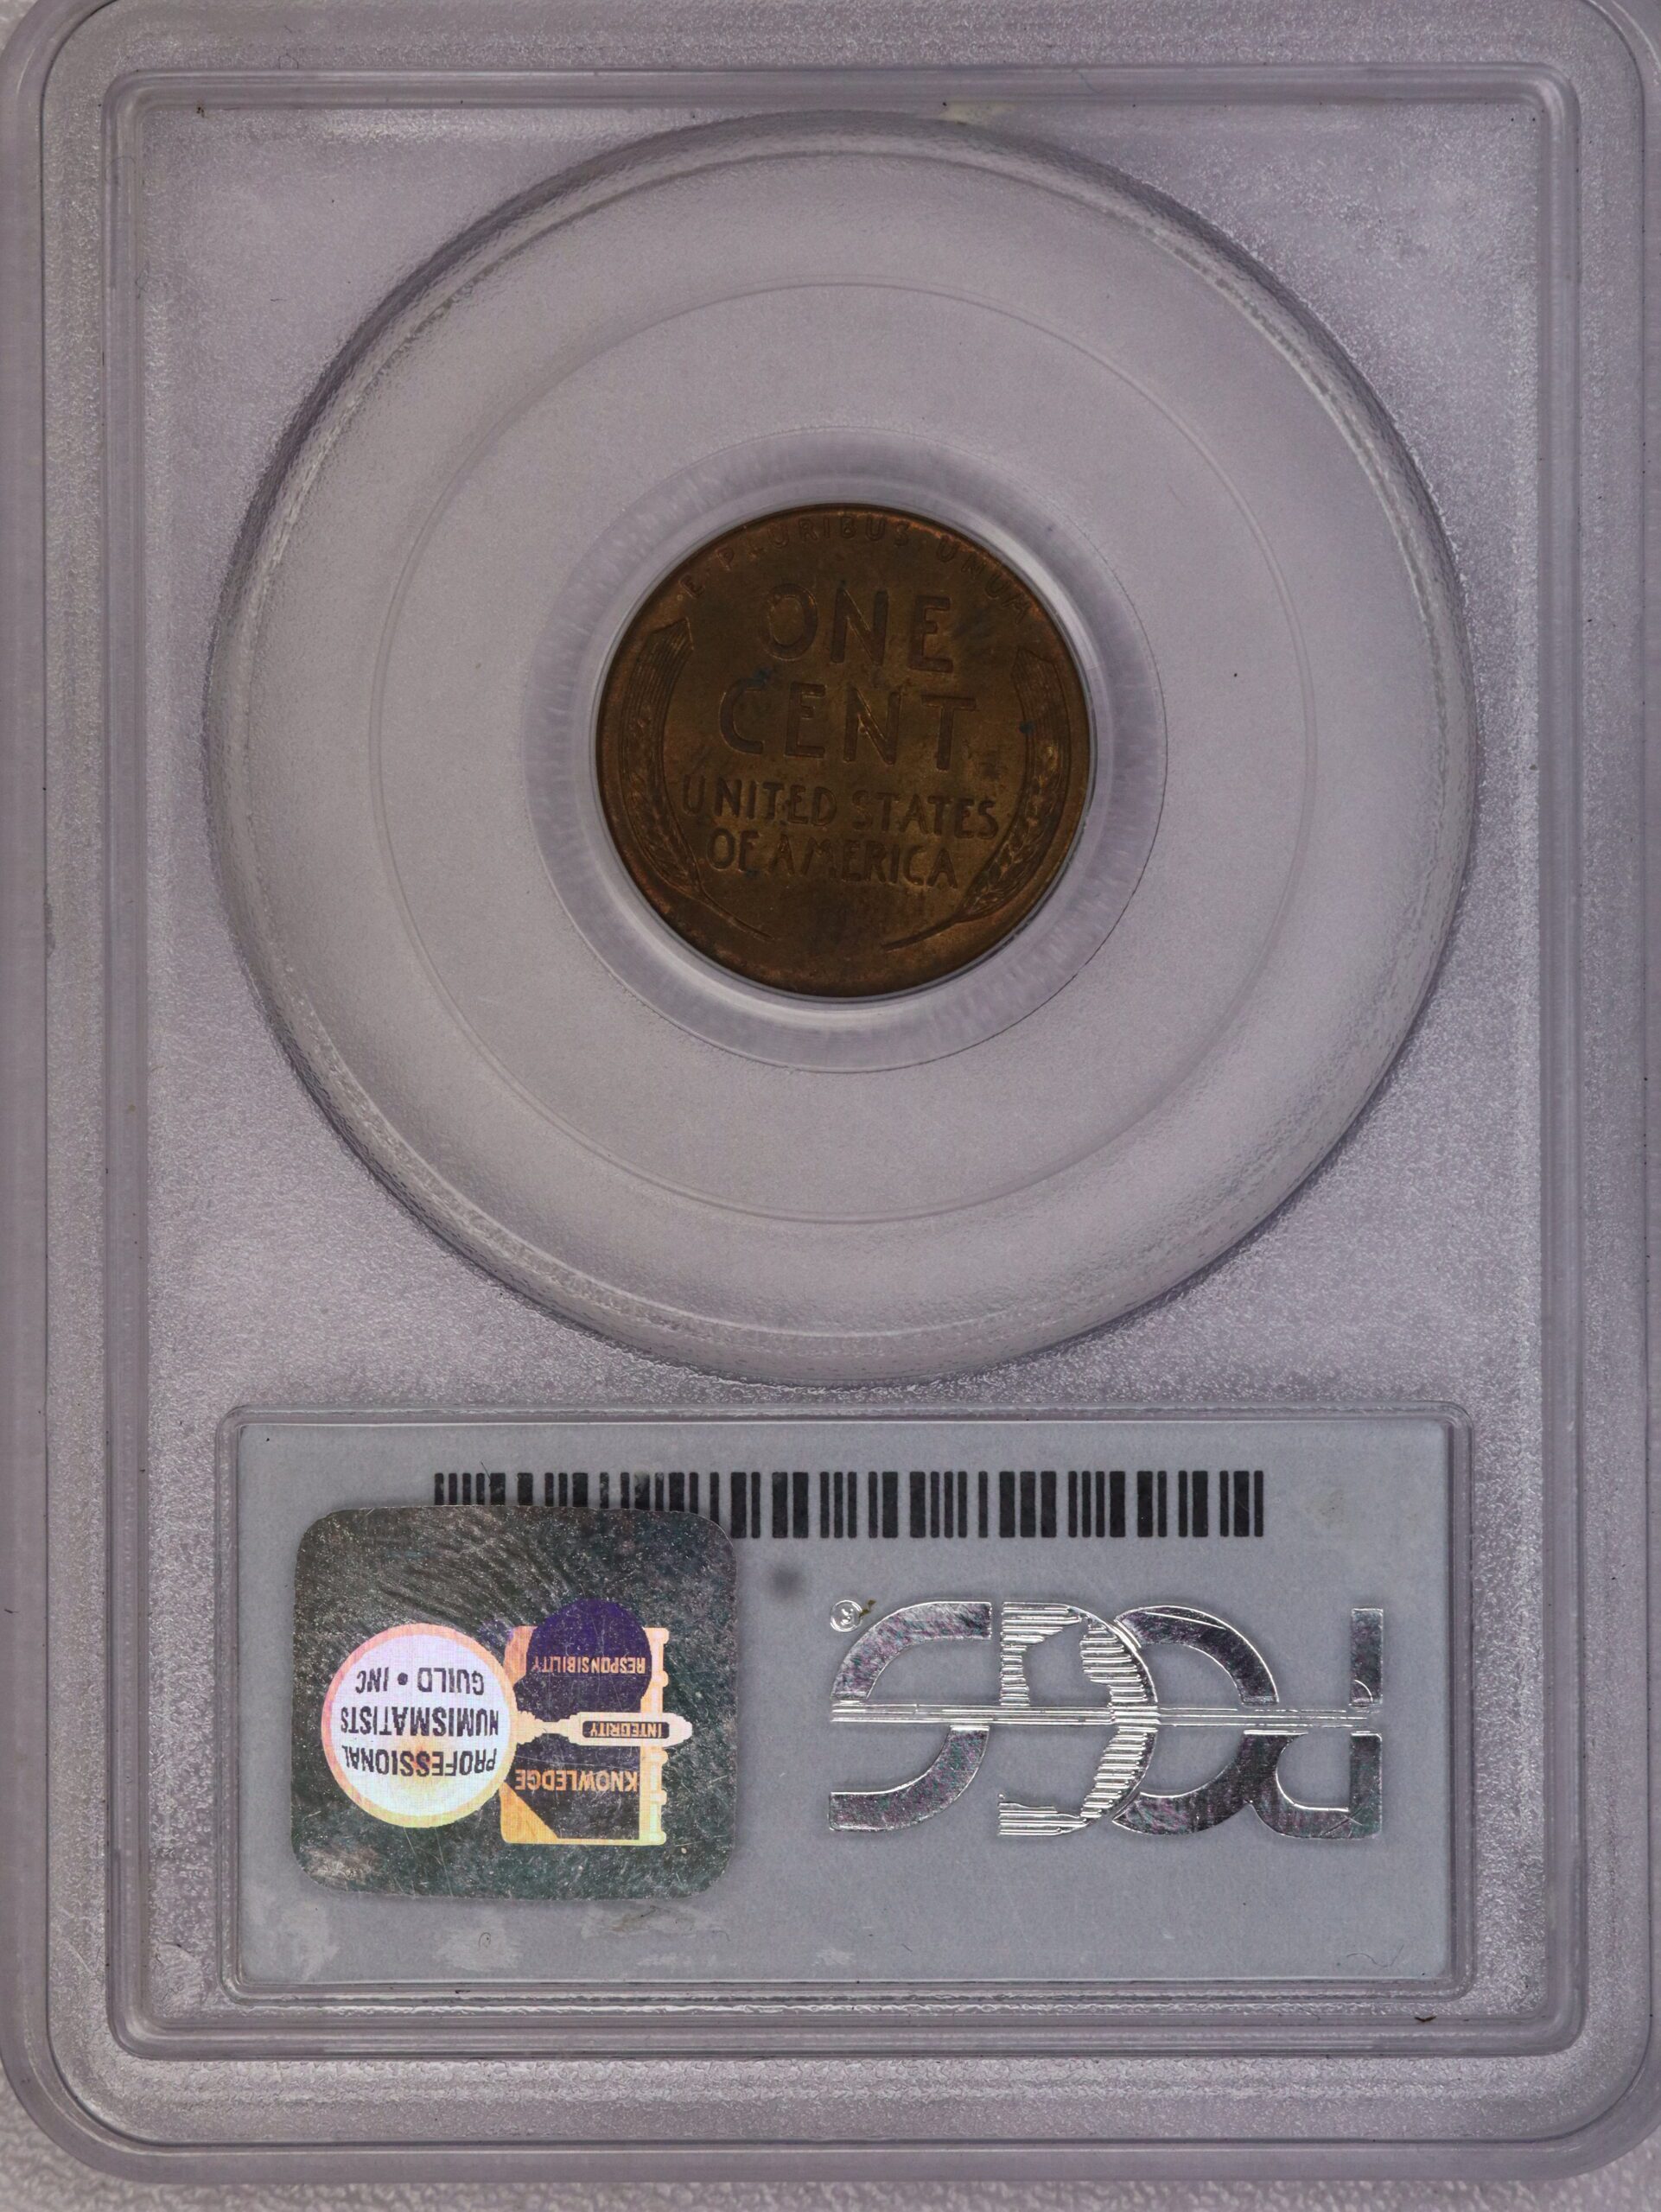 E PLURIBUS UNUM
ONE
CENT
UNITED STATES
OF AMERICA
PCGS
PROFESSIONAL
NUMISMATISTS
GUILD • INC
KNOWLEDGE
INTEGRITY
RESPONSIBILITY